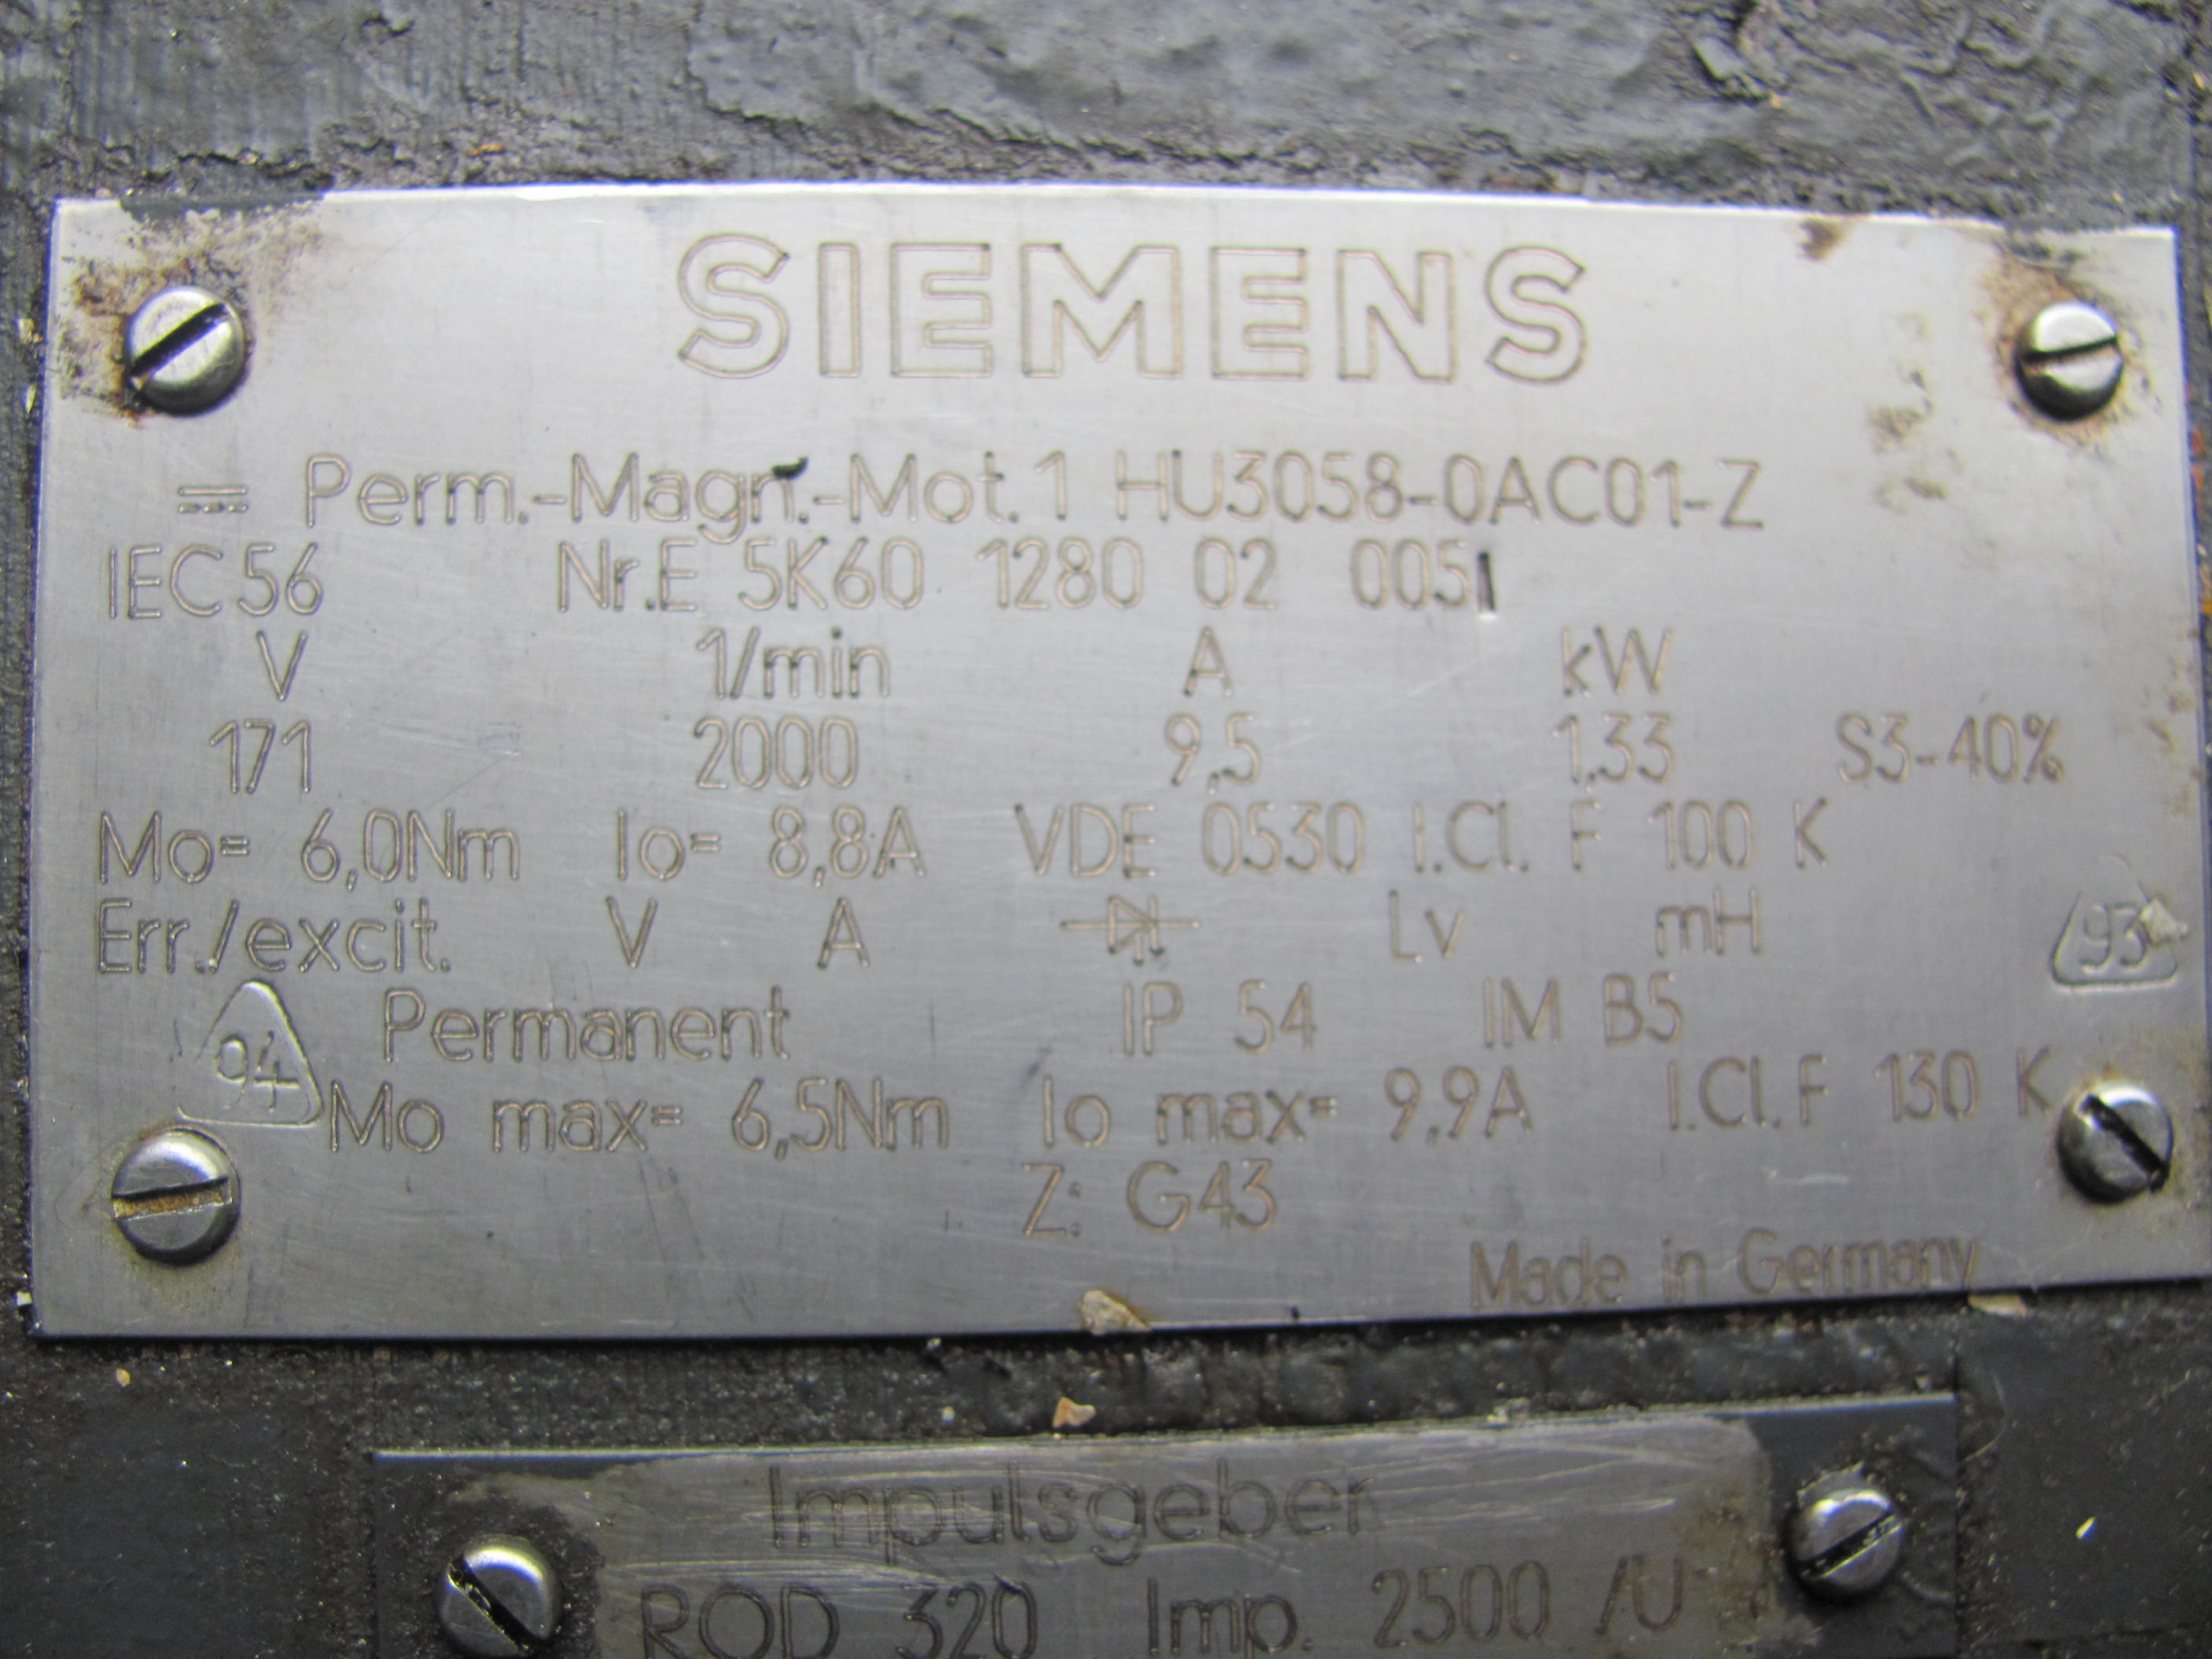 SIEMENS
⎓ Perm.-Magn.-Mot. 1 HU3058-0AC01-Z
IEC 56 Nr.E 5K60 1280 02 0051
V 1/min A kW
171 2000 9,5 1,33 S3-40%
Mo= 6,0Nm Io= 8,8A VDE 0530 I.Cl. F 100 K
Err./excit. V A Lv mH
93
Permanent IP 54 IM B5
94
Mo max= 6,5Nm Io max= 9,9A I.Cl. F 130 K
Z: G43
Made in Germany
Impulsgeber
ROD 320 Imp. 2500 /U